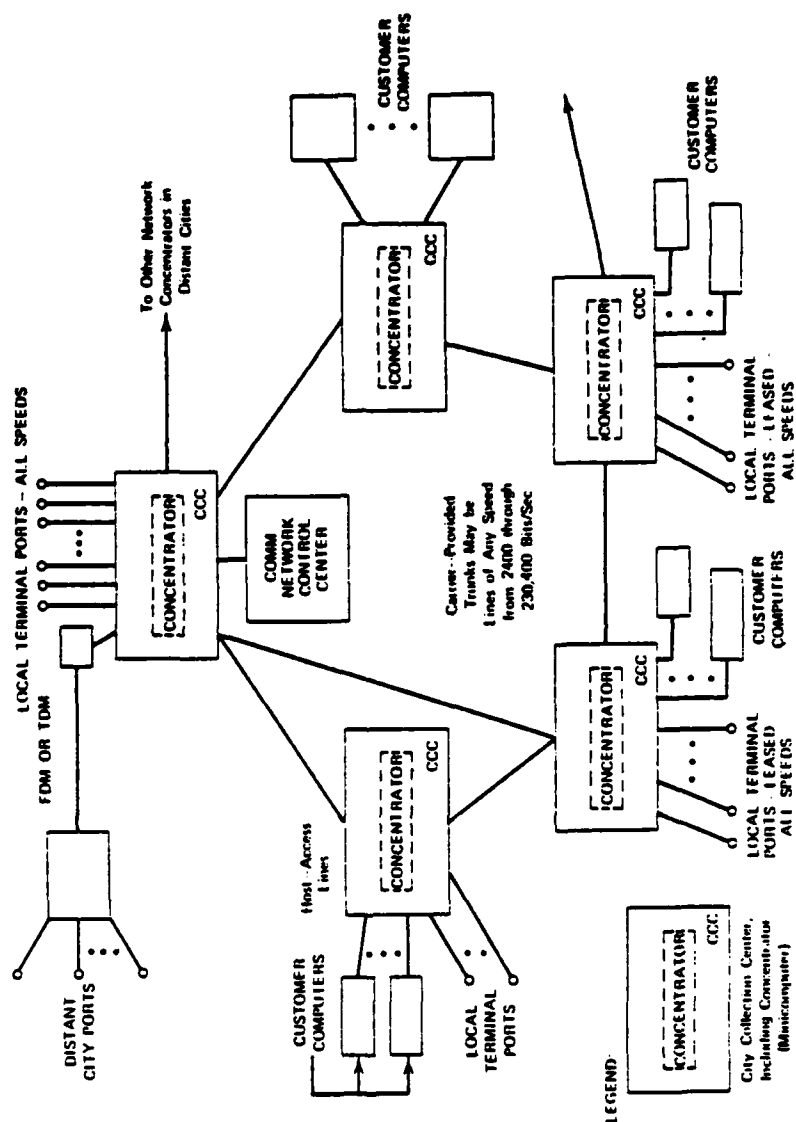 DISTANT
CITY PORTS
FDM OR TDM
LOCAL TERMINAL PORTS - ALL SPEEDS
CONCENTRATOR
CCC
To Other Network
Concentrators in
Distant Cities
COMM
NETWORK
CONTROL
CENTER
CUSTOMER
COMPUTERS
CONCENTRATOR
CCC
Host-Access
Lines
CUSTOMER
COMPUTERS
CONCENTRATOR
CCC
LOCAL
TERMINAL
PORTS
Carrier-Provided
Trunks May be
Lines of Any Speed
from 2400 through
230,400 Bits/Sec
CONCENTRATOR
CCC
LOCAL TERMINAL
PORTS - LEASED
ALL SPEEDS
CUSTOMER
COMPUTERS
CONCENTRATOR
CCC
LOCAL TERMINAL
PORTS - LEASED
ALL SPEEDS
CUSTOMER
COMPUTERS
LEGEND:
CONCENTRATOR
CCC
City Collection Center,
Including Concentrator
(Minicomputer)